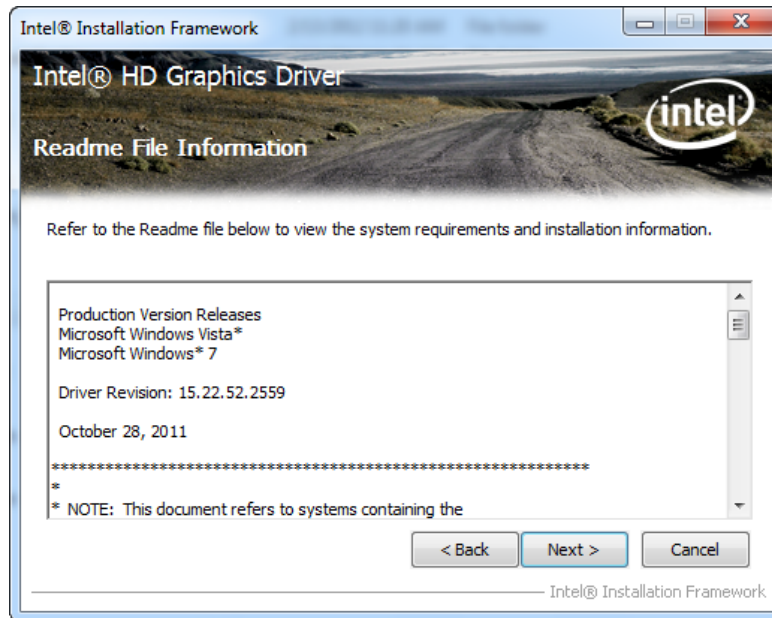 Intel® Installation Framework
Intel® HD Graphics Driver
intel®
Readme File Information
Refer to the Readme file below to view the system requirements and installation information.
Production Version Releases
Microsoft Windows Vista*
Microsoft Windows* 7
Driver Revision: 15.22.52.2559
October 28, 2011
************************************************************
*
* NOTE:  This document refers to systems containing the
< Back
Next >
Cancel
Intel® Installation Framework